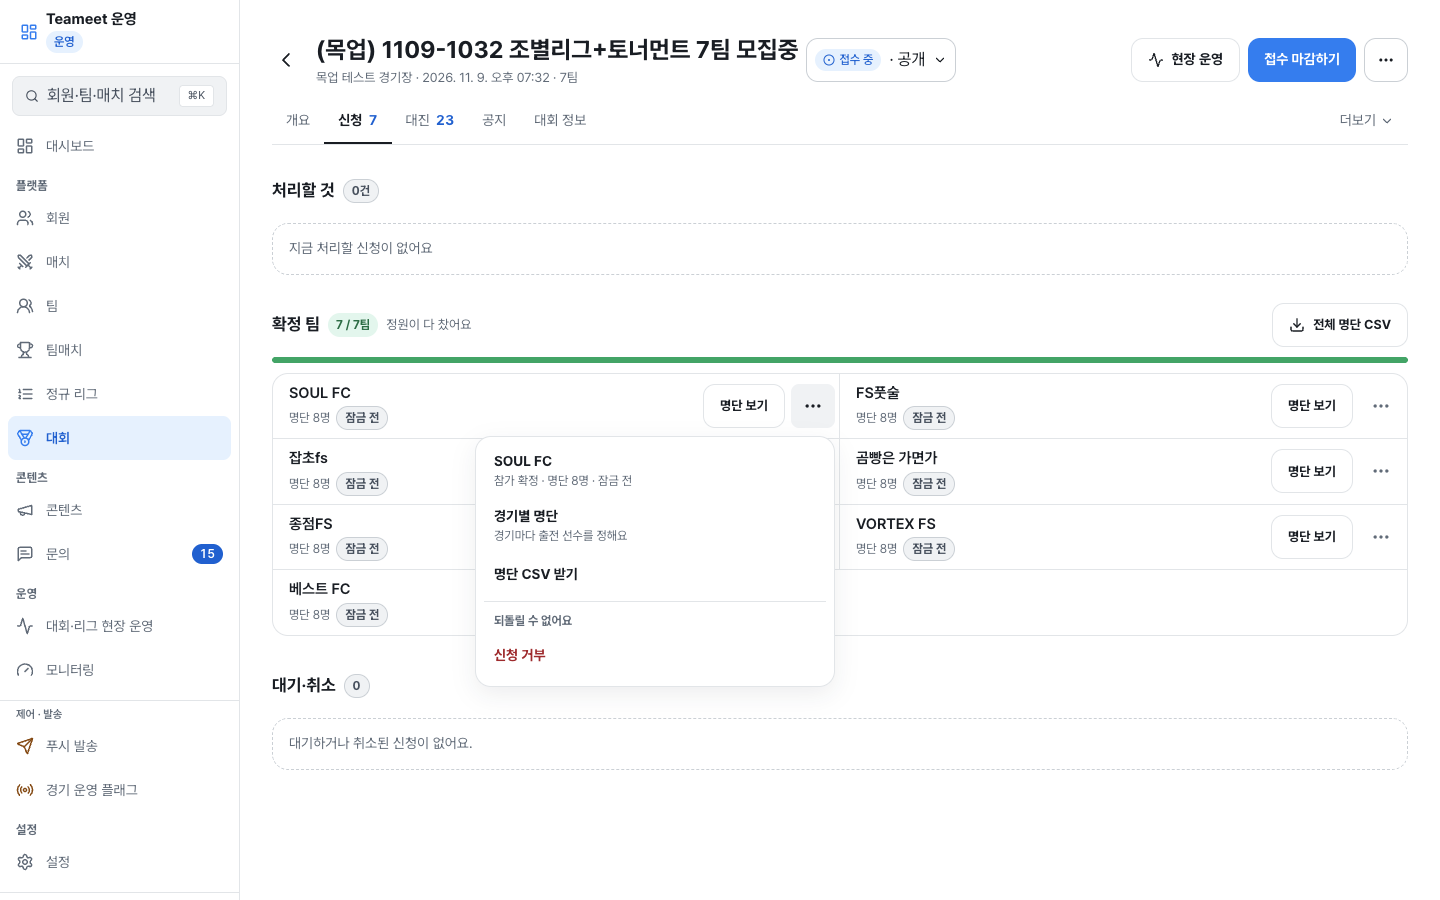 Teameet 운영
운영
회원·팀·매치 검색 ⌘K
대시보드
플랫폼
회원
매치
팀
팀매치
정규 리그
대회
콘텐츠
콘텐츠
문의 15
운영
대회·리그 현장 운영
모니터링
제어 · 발송
푸시 발송
경기 운영 플래그
설정
설정
(목업) 1109-1032 조별리그+토너먼트 7팀 모집중
접수 중 · 공개
목업 테스트 경기장 · 2026. 11. 9. 오후 07:32 · 7팀
현장 운영
접수 마감하기
개요 신청 7 대진 23 공지 대회 정보 더보기
처리할 것 0건
지금 처리할 신청이 없어요
확정 팀 7 / 7팀 정원이 다 찼어요 전체 명단 CSV
SOUL FC
명단 8명 잠금 전
명단 보기
FS풋술
명단 8명 잠금 전
명단 보기
잡초fs
명단 8명 잠금 전
곰빵은 가면가
명단 8명 잠금 전
명단 보기
종점FS
명단 8명 잠금 전
VORTEX FS
명단 8명 잠금 전
명단 보기
베스트 FC
명단 8명 잠금 전
SOUL FC
참가 확정 · 명단 8명 · 잠금 전
경기별 명단
경기마다 출전 선수를 정해요
명단 CSV 받기
되돌릴 수 없어요
신청 거부
대기·취소 0
대기하거나 취소된 신청이 없어요.